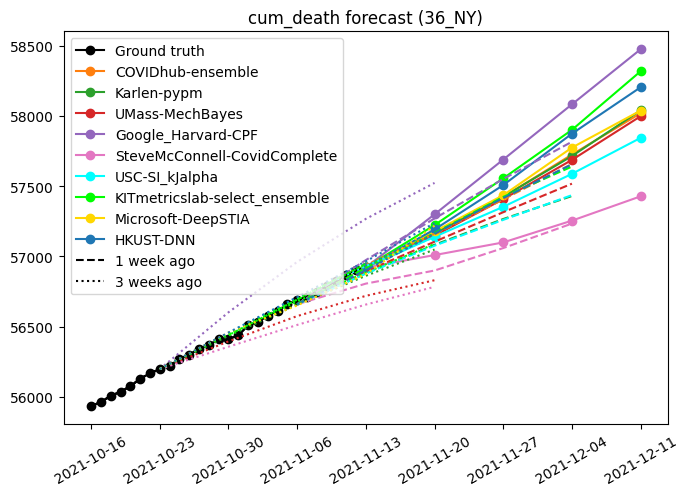 cum_death forecast (36_NY)
58500
58000
57500
57000
56500
56000
Ground truth
COVIDhub-ensemble
Karlen-pypm
UMass-MechBayes
Google_Harvard-CPF
SteveMcConnell-CovidComplete
USC-SI_kJalpha
KITmetricslab-select_ensemble
Microsoft-DeepSTIA
HKUST-DNN
1 week ago
3 weeks ago
2021-10-16
2021-10-23
2021-10-30
2021-11-06
2021-11-13
2021-11-20
2021-11-27
2021-12-04
2021-12-11